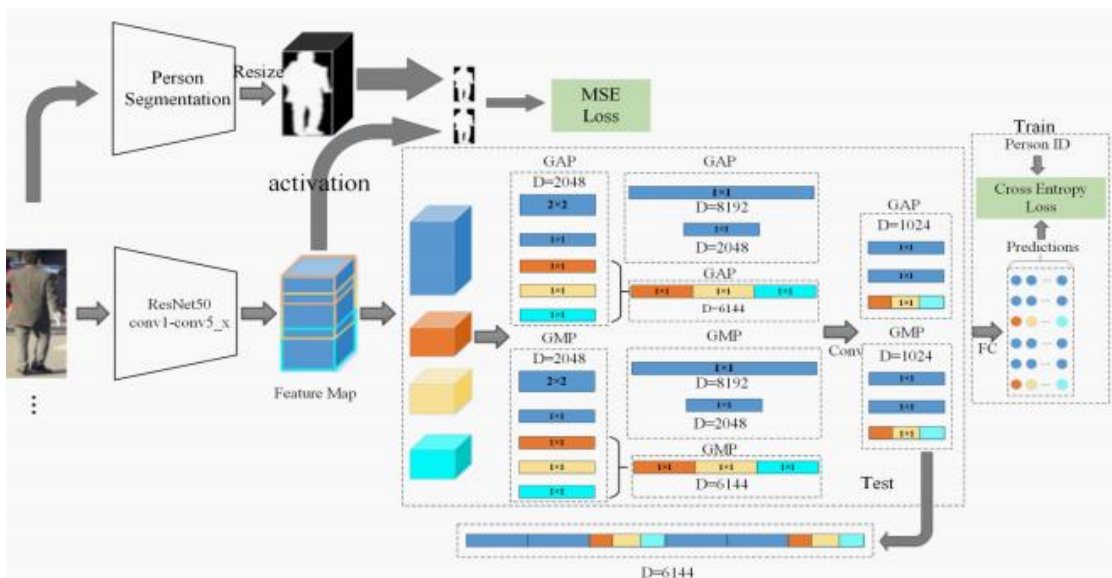 Person
Segmentation
Resize
MSE
Loss
activation
ResNet50
conv1-conv5_x
Feature Map
GAP
D=2048
2×2
1×1
1×1
1×1
1×1
GMP
D=2048
2×2
1×1
1×1
1×1
1×1
GAP
1×1
D=8192
1×1
D=2048
GAP
1×1 1×1 1×1
D=6144
GMP
1×1
D=8192
1×1
D=2048
GMP
1×1 1×1 1×1
D=6144
Conv
GAP
D=1024
1×1
1×1
1×1
GMP
D=1024
1×1
1×1
1×1
Test
FC
Train
Person ID
Cross Entropy
Loss
Predictions
D=6144